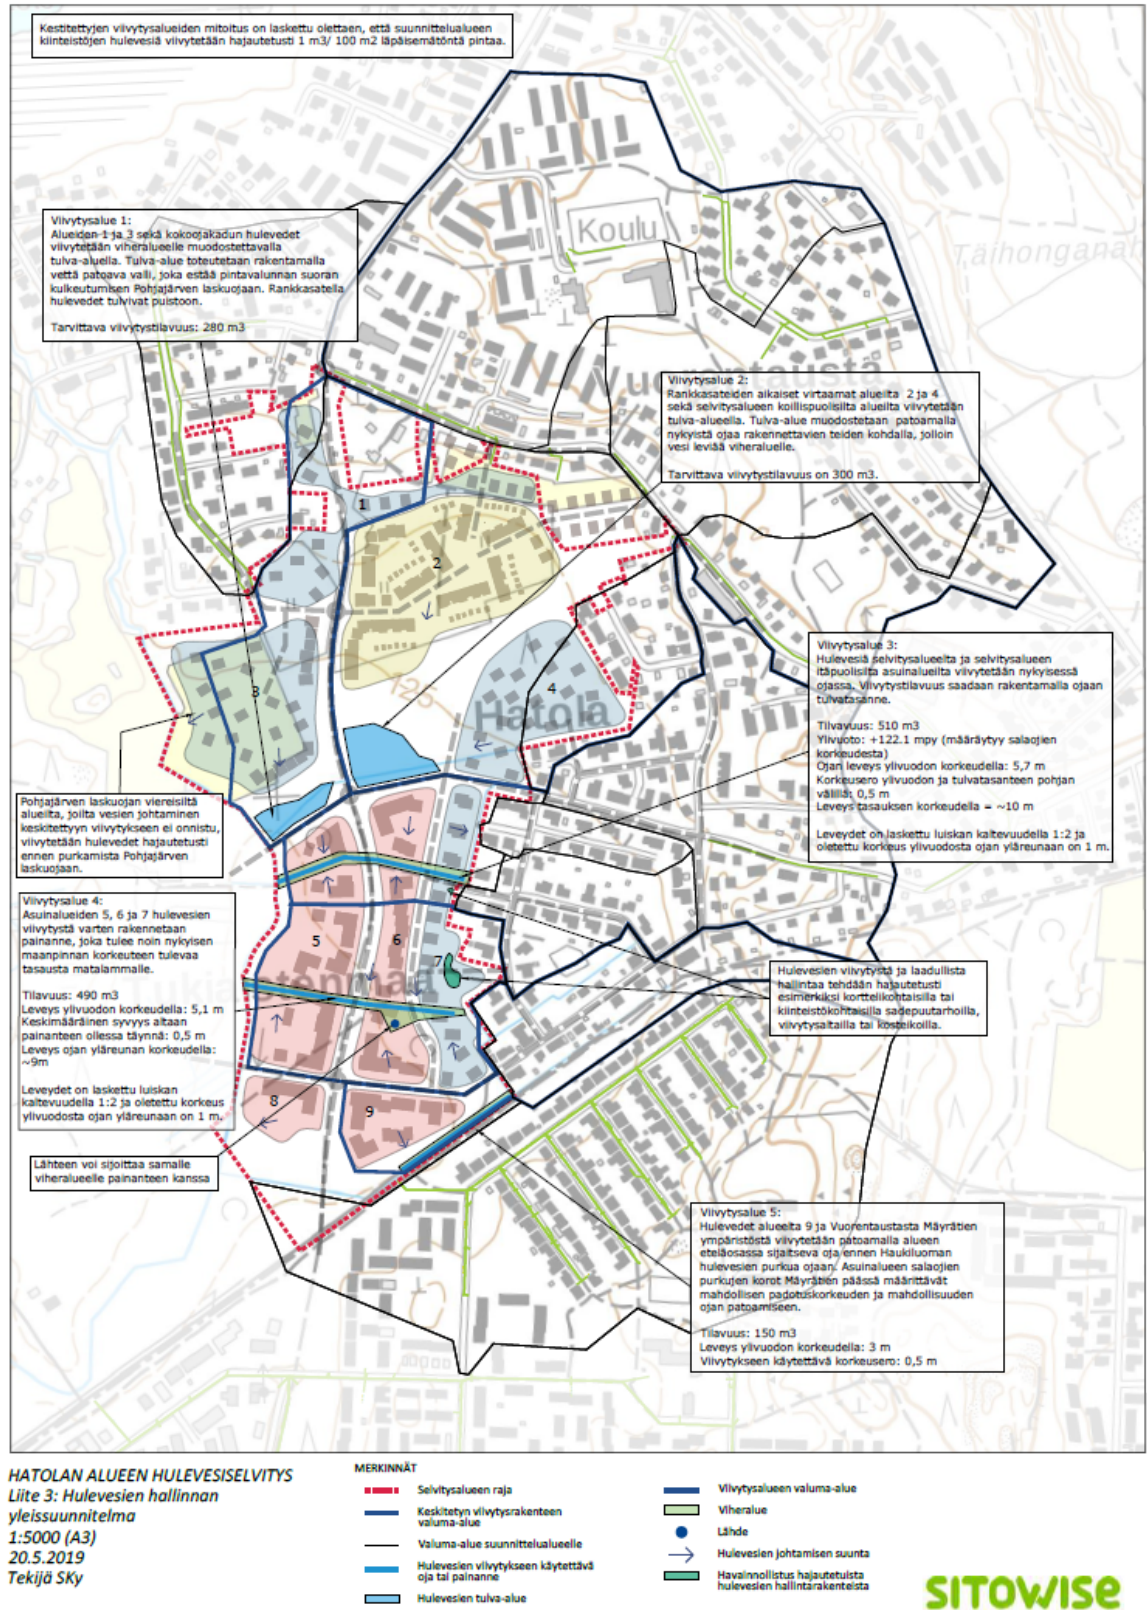 Kestitettyjen viivytysalueiden mitoitus on laskettu olettaen, että suunnittelualueen
kiinteistöjen hulevesiä viivytetään hajautetusti 1 m3/ 100 m2 läpäisemätöntä pintaa.
Koulu
Täihonganat
Viivytysalue 1:
Alueiden 1 ja 3 sekä kokoojakadun hulevedet
viivytetään viheralueelle muodostettavalla
tulva-aluella. Tulva-alue toteutetaan rakentamalla
vettä patoava valli, joka estää pintavalunnan suoran
kulkeutumisen Pohjajärven laskuojaan. Rankkasatella
hulevedet tulvivat puistoon.
Tarvittava viivytystilavuus: 280 m3
Vuorentausta
Viivytysalue 2:
Rankkasateiden aikaiset virtaamat alueilta 2 ja 4
sekä selvitysalueen koillispuolisilta alueilta viivytetään
tulva-alueella. Tulva-alue muodostetaan patoamalla
nykyistä ojaa rakennettavien teiden kohdalla, jolloin
vesi leviää viheraluelle.
Tarvittava viivytystilavuus on 300 m3.
1
2
3
4
125
Hatola
Viivytysalue 3:
Hulevesiä selvitysalueelta ja selvitysalueen
itäpuolisilta asuinalueilta viivytetään nykyisessä
ojassa. Viivytystilavuus saadaan rakentamalla ojaan
tulvatasanne.
Tilvavuus: 510 m3
Ylivuoto: +122.1 mpy (määräytyy salaojien
korkeudesta)
Ojan leveys ylivuodon korkeudella: 5,7 m
Korkeusero ylivuodon ja tulvatasanteen pohjan
välillä: 0,5 m
Leveys tasauksen korkeudella = ~10 m
Leveydet on laskettu luiskan kaltevuudella 1:2 ja
oletettu korkeus ylivuodosta ojan yläreunaan on 1 m.
Pohjajärven laskuojan viereisiltä
alueilta, joilta vesien johtaminen
keskitettyyn viivytykseen ei onnistu,
viivytetään hulevedet hajautetusti
ennen purkamista Pohjajärven
laskuojaan.
Viivytysalue 4:
Asuinalueiden 5, 6 ja 7 hulevesien
viivytystä varten rakennetaan
painanne, joka tulee noin nykyisen
maanpinnan korkeuteen tulevaa
tasausta matalammalle.
Tilavuus: 490 m3
Leveys ylivuodon korkeudella: 5,1 m
Keskimääräinen syvyys altaan
painanteen ollessa täynnä: 0,5 m
Leveys ojan yläreunan korkeudella:
~9m
Leveydet on laskettu luiskan
kaltevuudella 1:2 ja oletettu korkeus
ylivuodosta ojan yläreunaan on 1 m.
5
6
7
8
9
Hulevesien viivytystä ja laadullista
hallintaa tehdään hajautetusti
esimerkiksi korttelikohtaisilla tai
kiinteistökohtaisilla sadepuutarhoilla,
viivytysaltailla tai kosteikoilla.
Lähteen voi sijoittaa samalle
viheralueelle painanteen kanssa
Viivytysalue 5:
Hulevedet alueelta 9 ja Vuorentaustasta Mäyrätien
ympäristöstä viivytetään patoamalla alueen
eteläosassa sijaitseva oja ennen Haukiluoman
hulevesien purkua ojaan. Asuinalueen salaojien
purkujen korot Mäyrätien päässä määrittävät
mahdollisen padotuskorkeuden ja mahdollisuuden
ojan patoamiseen.
Tilavuus: 150 m3
Leveys ylivuodon korkeudella: 3 m
Viivytykseen käytettävä korkeusero: 0,5 m
HATOLAN ALUEEN HULEVESISELVITYS
Liite 3: Hulevesien hallinnan
yleissuunnitelma
1:5000 (A3)
20.5.2019
Tekijä SKy
MERKINNÄT
Selvitysalueen raja
Keskitetyn viivytysrakenteen
valuma-alue
Valuma-alue suunnittelualueelle
Hulevesien viivytykseen käytettävä
oja tai painanne
Hulevesien tulva-alue
Viivytysalueen valuma-alue
Viheralue
Lähde
Hulevesien johtamisen suunta
Havainnollistus hajautetuista
hulevesien hallintarakenteista
SITOWISE